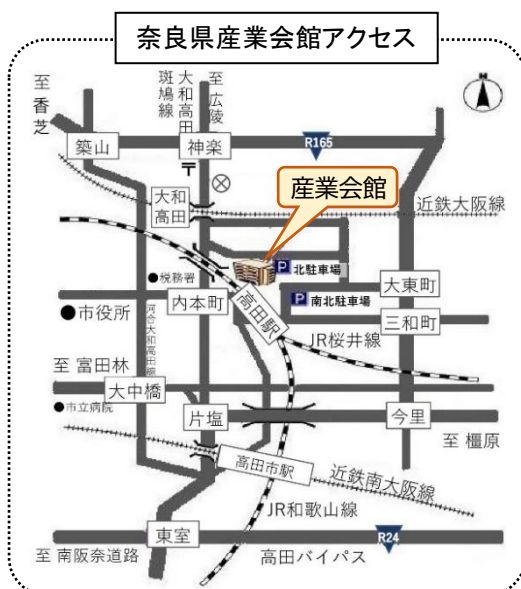 奈良県産業会館アクセス
至香芝
大和高田斑鳩線
至広陵
築山
神楽
R165
〒
産業会館
大和高田
近鉄大阪線
P 北駐車場
●税務署
大東町
P 南北駐車場
内本町
●市役所
高田駅
三和町
河合大和高田線
JR桜井線
至 富田林
大中橋
●市立病院
片塩
今里
至 橿原
高田市駅
近鉄南大阪線
JR和歌山線
東室
R24
至 南阪奈道路
高田バイパス